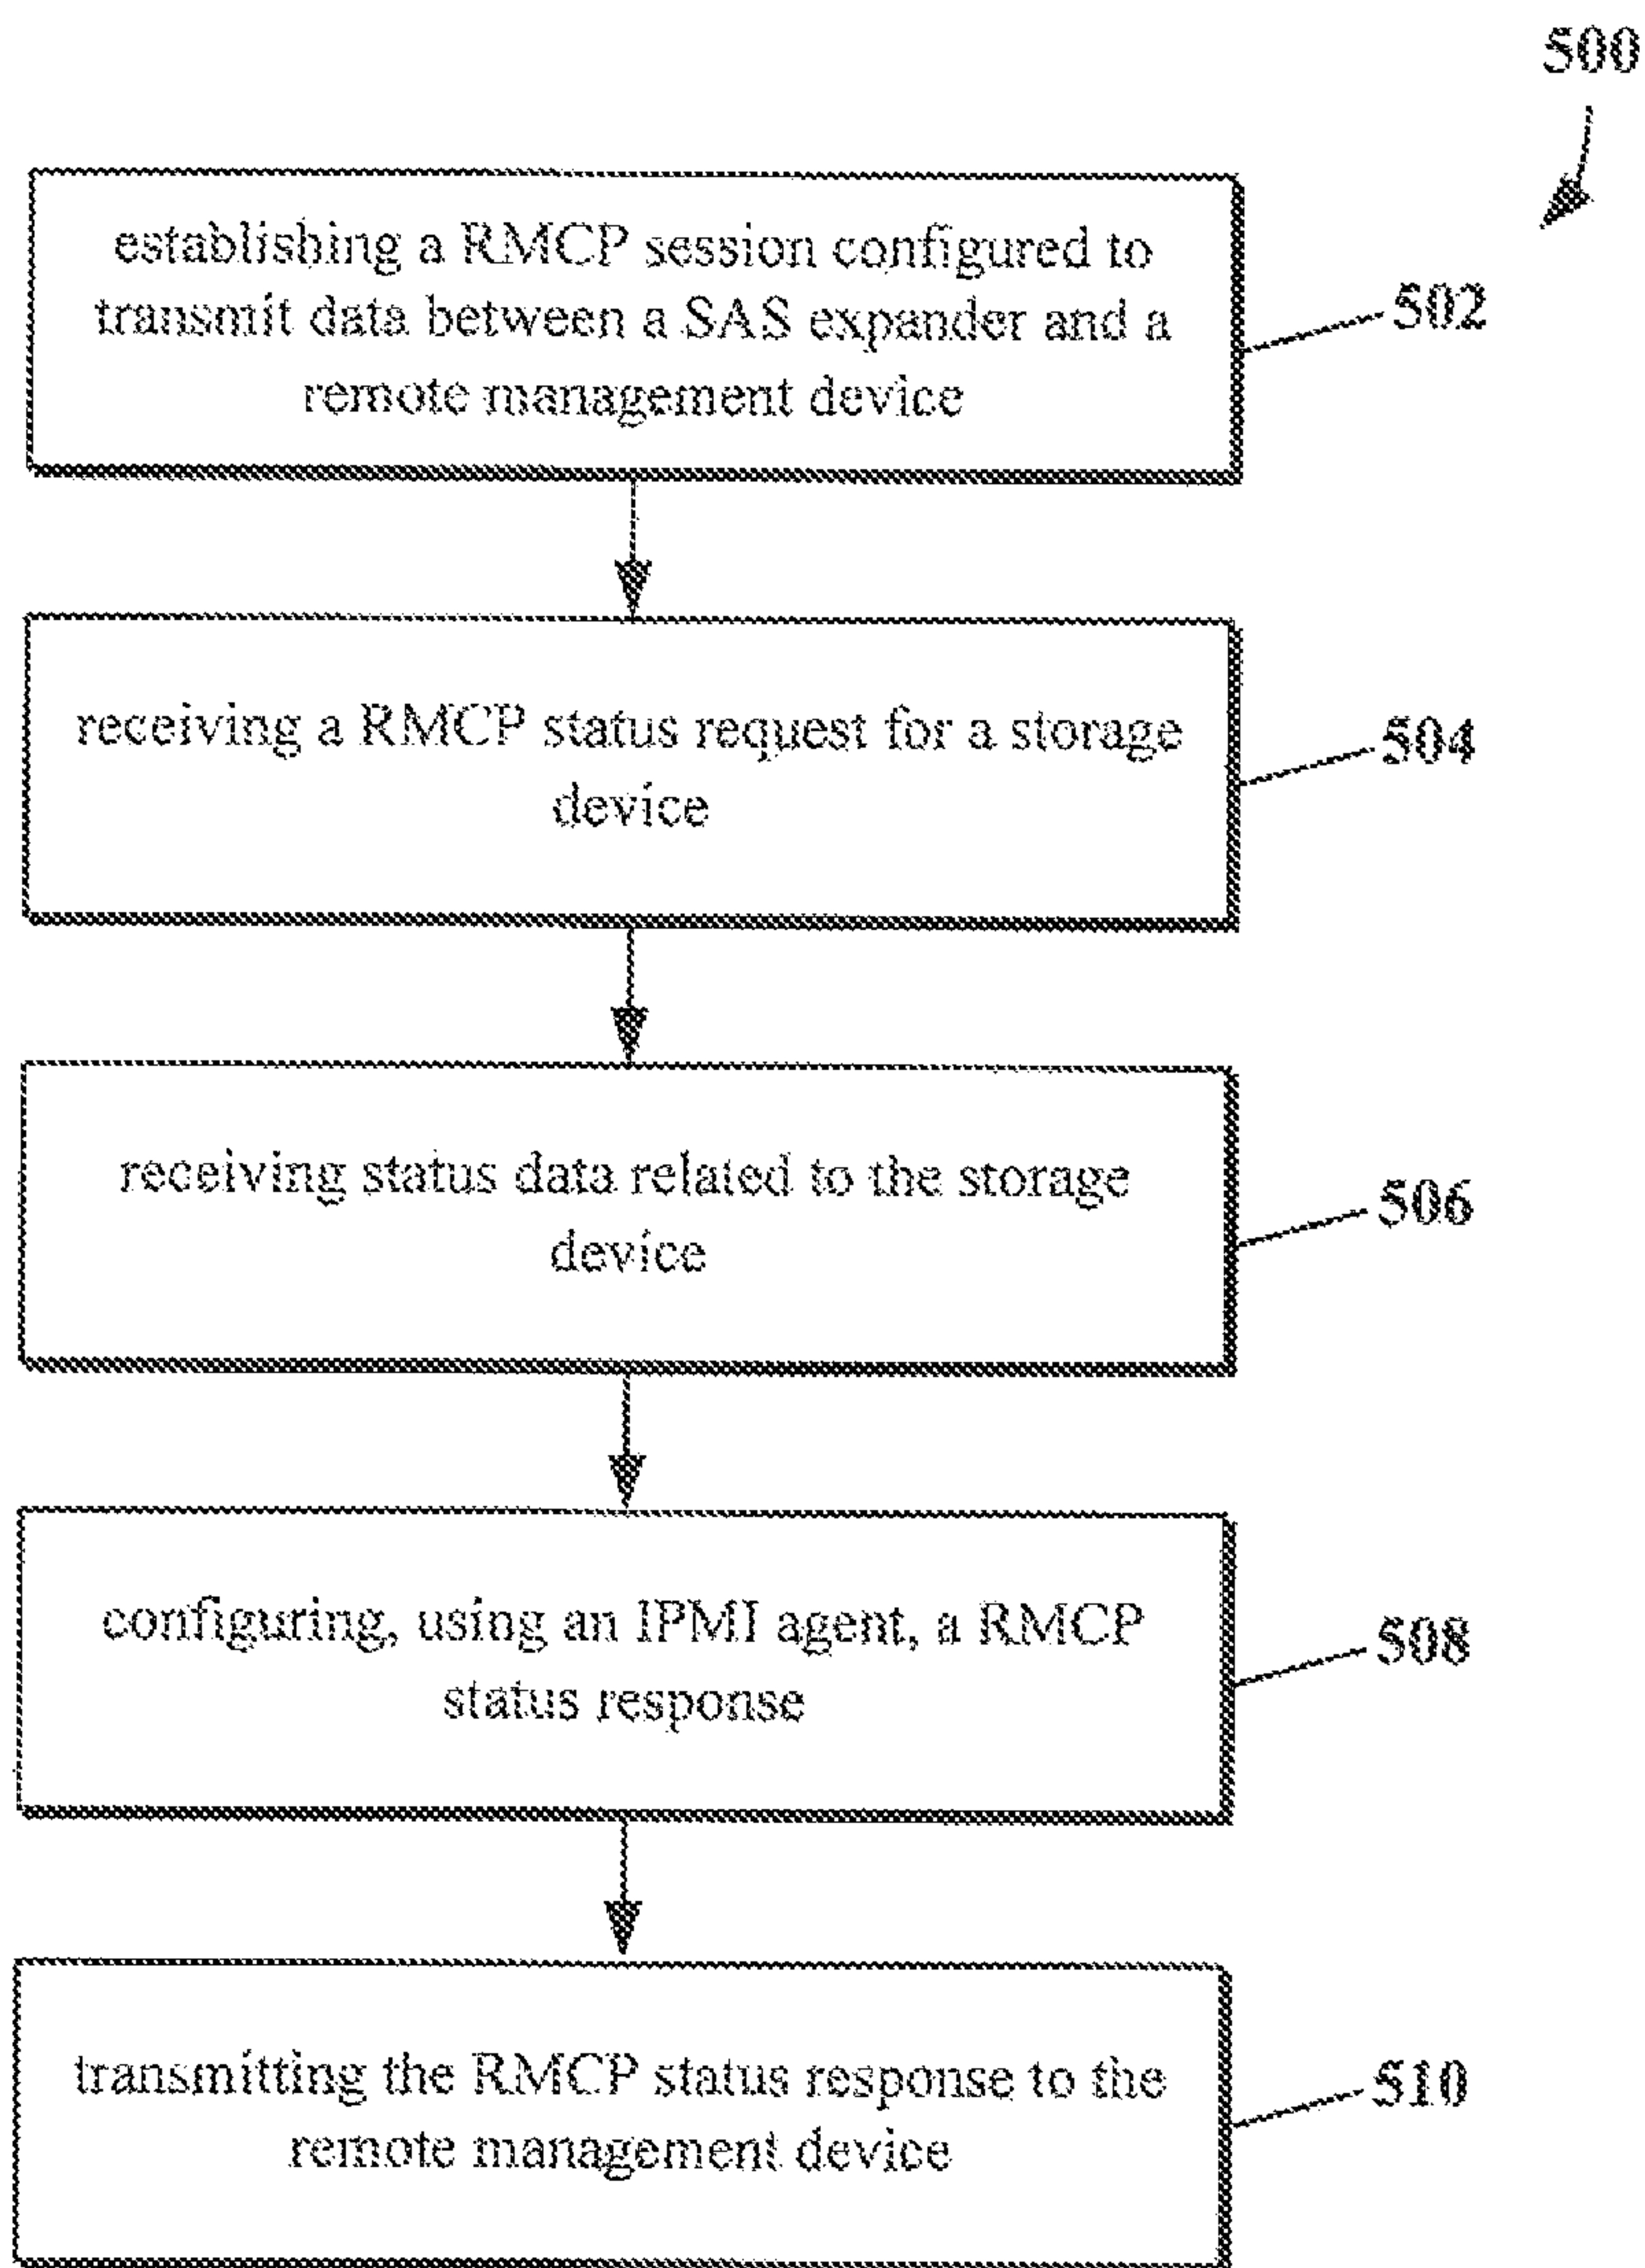 500
establishing a RMCP session configured to
transmit data between a SAS expander and a
remote management device
502
receiving a RMCP status request for a storage
device
504
receiving status data related to the storage
device
506
configuring, using an IPMI agent, a RMCP
status response
508
transmitting the RMCP status response to the
remote management device
510